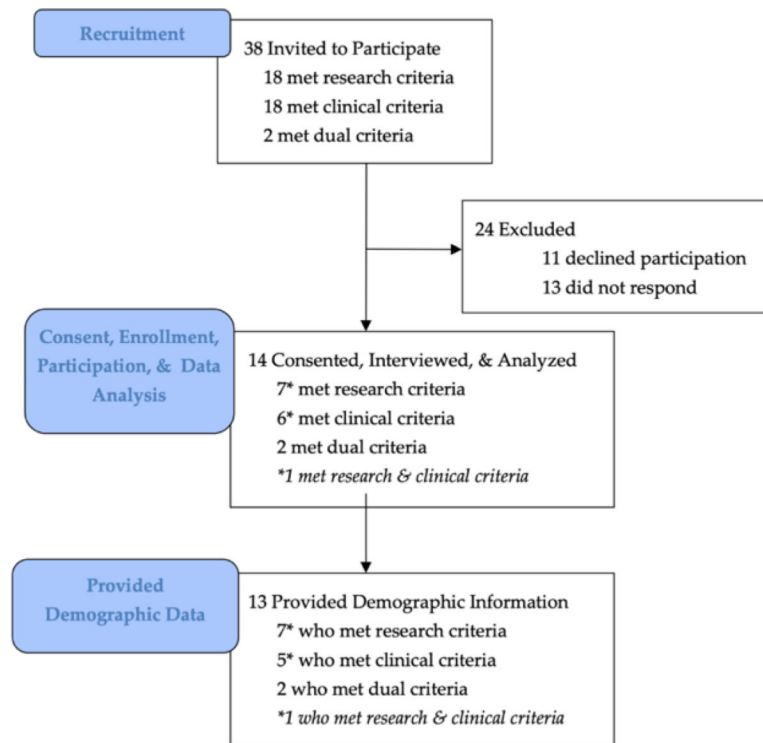 Recruitment
38 Invited to Participate
18 met research criteria
18 met clinical criteria
2 met dual criteria
24 Excluded
11 declined participation
13 did not respond
Consent, Enrollment,
Participation, & Data
Analysis
14 Consented, Interviewed, & Analyzed
7* met research criteria
6* met clinical criteria
2 met dual criteria
*1 met research & clinical criteria
Provided
Demographic Data
13 Provided Demographic Information
7* who met research criteria
5* who met clinical criteria
2 who met dual criteria
*1 who met research & clinical criteria